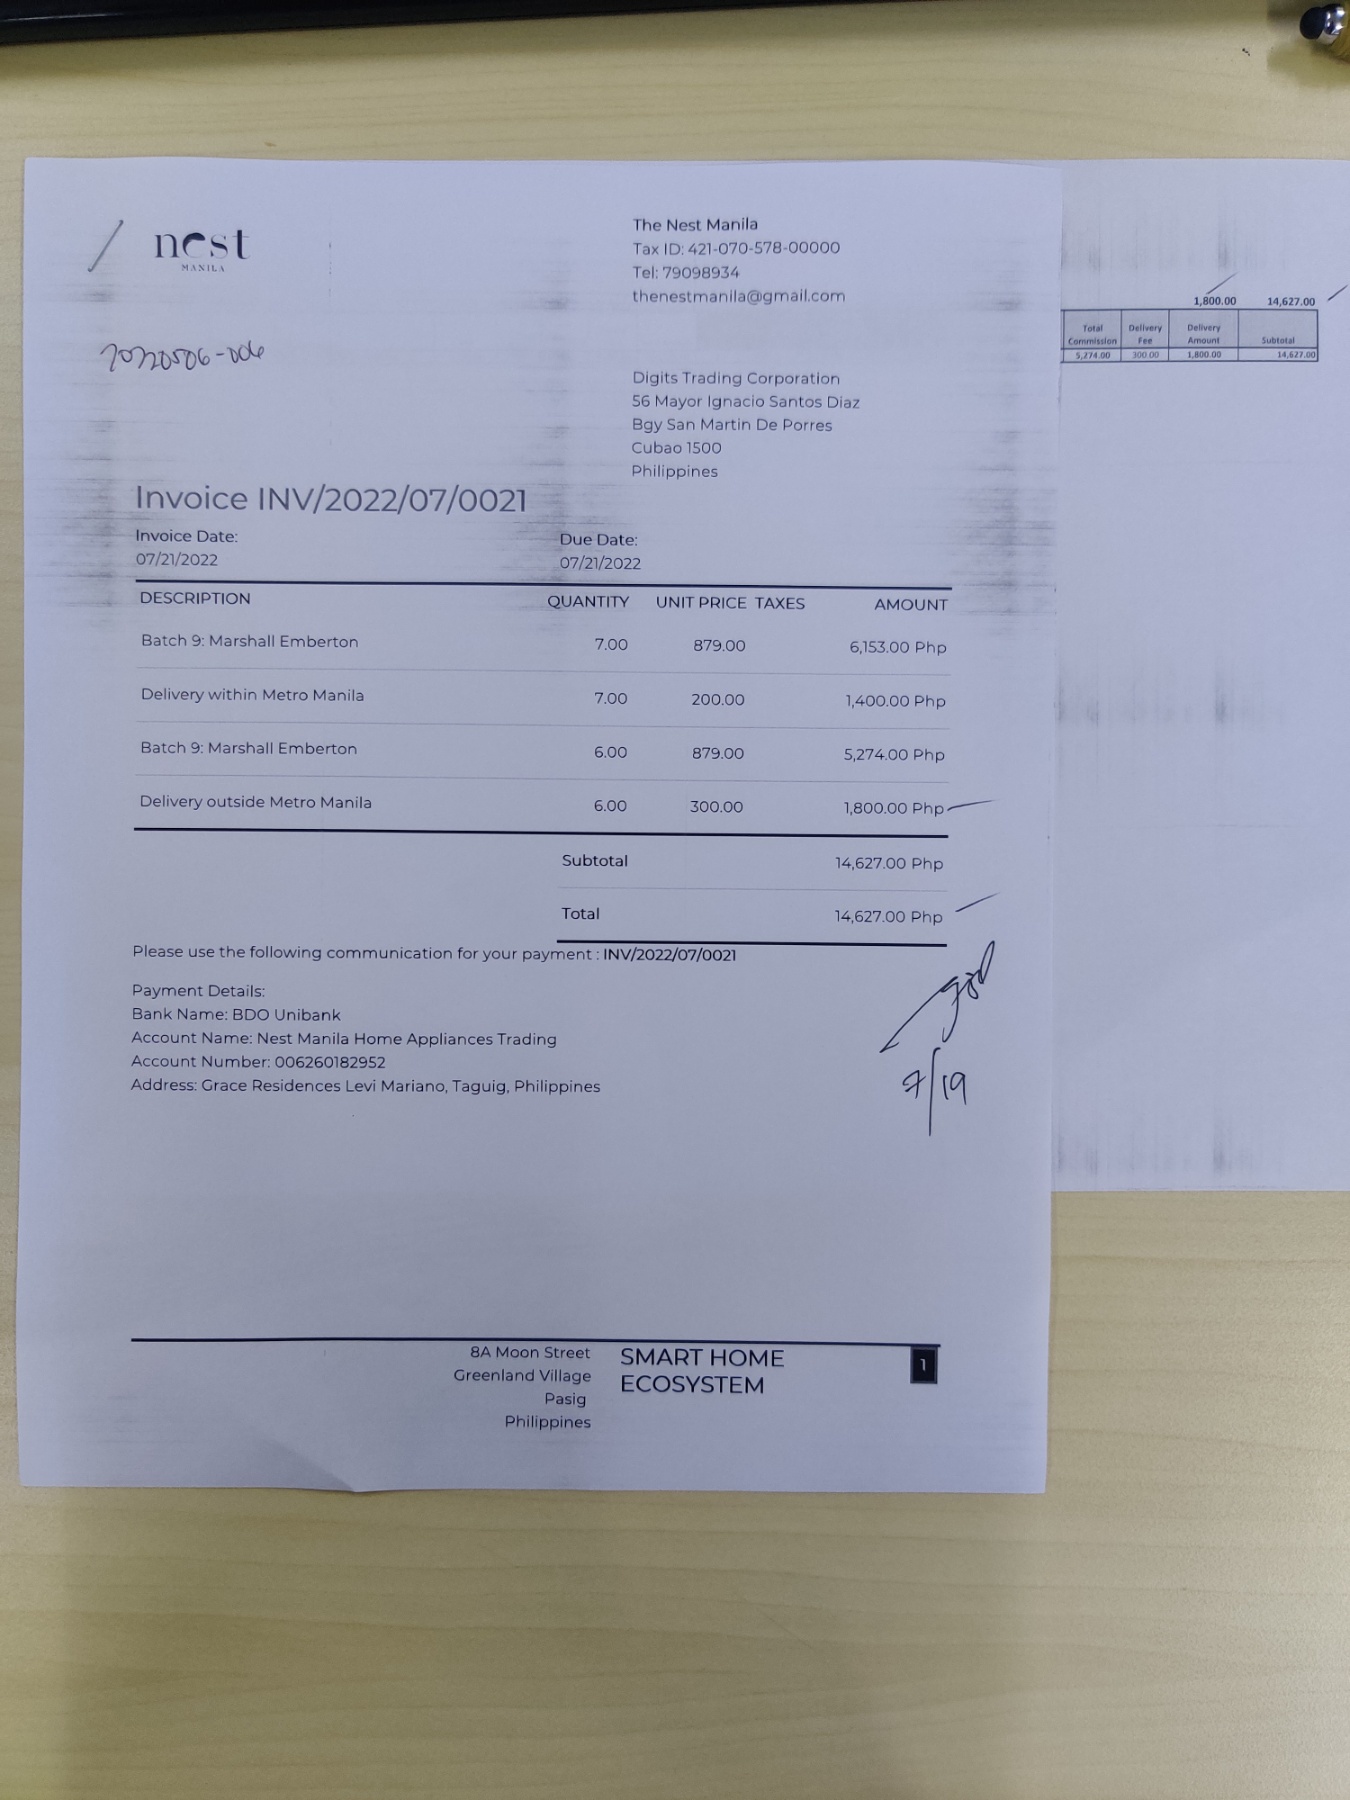 nest
MANILA
The Nest Manila
Tax ID: 421-070-578-00000
Tel: 79098934
thenestmanila@gmail.com
20220506-006
Digits Trading Corporation
56 Mayor Ignacio Santos Diaz
Bgy San Martin De Porres
Cubao 1500
Philippines
Invoice INV/2022/07/0021
Invoice Date: Due Date:
07/21/2022 07/21/2022
DESCRIPTION QUANTITY UNIT PRICE TAXES AMOUNT
Batch 9: Marshall Emberton 7.00 879.00 6,153.00 Php
Delivery within Metro Manila 7.00 200.00 1,400.00 Php
Batch 9: Marshall Emberton 6.00 879.00 5,274.00 Php
Delivery outside Metro Manila 6.00 300.00 1,800.00 Php
Subtotal 14,627.00 Php
Total 14,627.00 Php
Please use the following communication for your payment : INV/2022/07/0021
Payment Details:
Bank Name: BDO Unibank
Account Name: Nest Manila Home Appliances Trading
Account Number: 006260182952
Address: Grace Residences Levi Mariano, Taguig, Philippines
7/19
8A Moon Street
Greenland Village
Pasig
Philippines
SMART HOME
ECOSYSTEM
1
1,800.00 14,627.00
Total Commission Delivery Fee Delivery Amount Subtotal
5,274.00 300.00 1,800.00 14,627.00